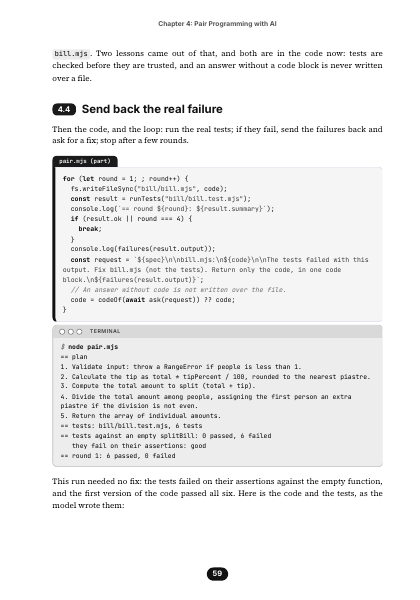 Chapter 4: Pair Programming with AI
bill.mjs. Two lessons came out of that, and both are in the code now: tests are
checked before they are trusted, and an answer without a code block is never written
over a file.
4.4 Send back the real failure
Then the code, and the loop: run the real tests; if they fail, send the failures back and
ask for a fix; stop after a few rounds.
pair.mjs (part)
for (let round = 1; ; round++) {
  fs.writeFileSync("bill/bill.mjs", code);
  const result = runTests("bill/bill.test.mjs");
  console.log(`== round ${round}: ${result.summary}`);
  if (result.ok || round === 4) {
    break;
  }
  console.log(failures(result.output));
  const request = `${spec}\n\nbill.mjs:\n${code}\n\nThe tests failed with this
output. Fix bill.mjs (not the tests). Return only the code, in one code
block.\n${failures(result.output)}`;
  // An answer without code is not written over the file.
  code = codeOf(await ask(request)) ?? code;
}
TERMINAL
$ node pair.mjs
== plan
1. Validate input: throw a RangeError if people is less than 1.
2. Calculate the tip as total * tipPercent / 100, rounded to the nearest piastre.
3. Compute the total amount to split (total + tip).
4. Divide the total amount among people, assigning the first person an extra
piastre if the division is not even.
5. Return the array of individual amounts.
== tests: bill/bill.test.mjs, 6 tests
== tests against an empty splitBill: 0 passed, 6 failed
   they fail on their assertions: good
== round 1: 6 passed, 0 failed
This run needed no fix: the tests failed on their assertions against the empty function,
and the first version of the code passed all six. Here is the code and the tests, as the
model wrote them:
59